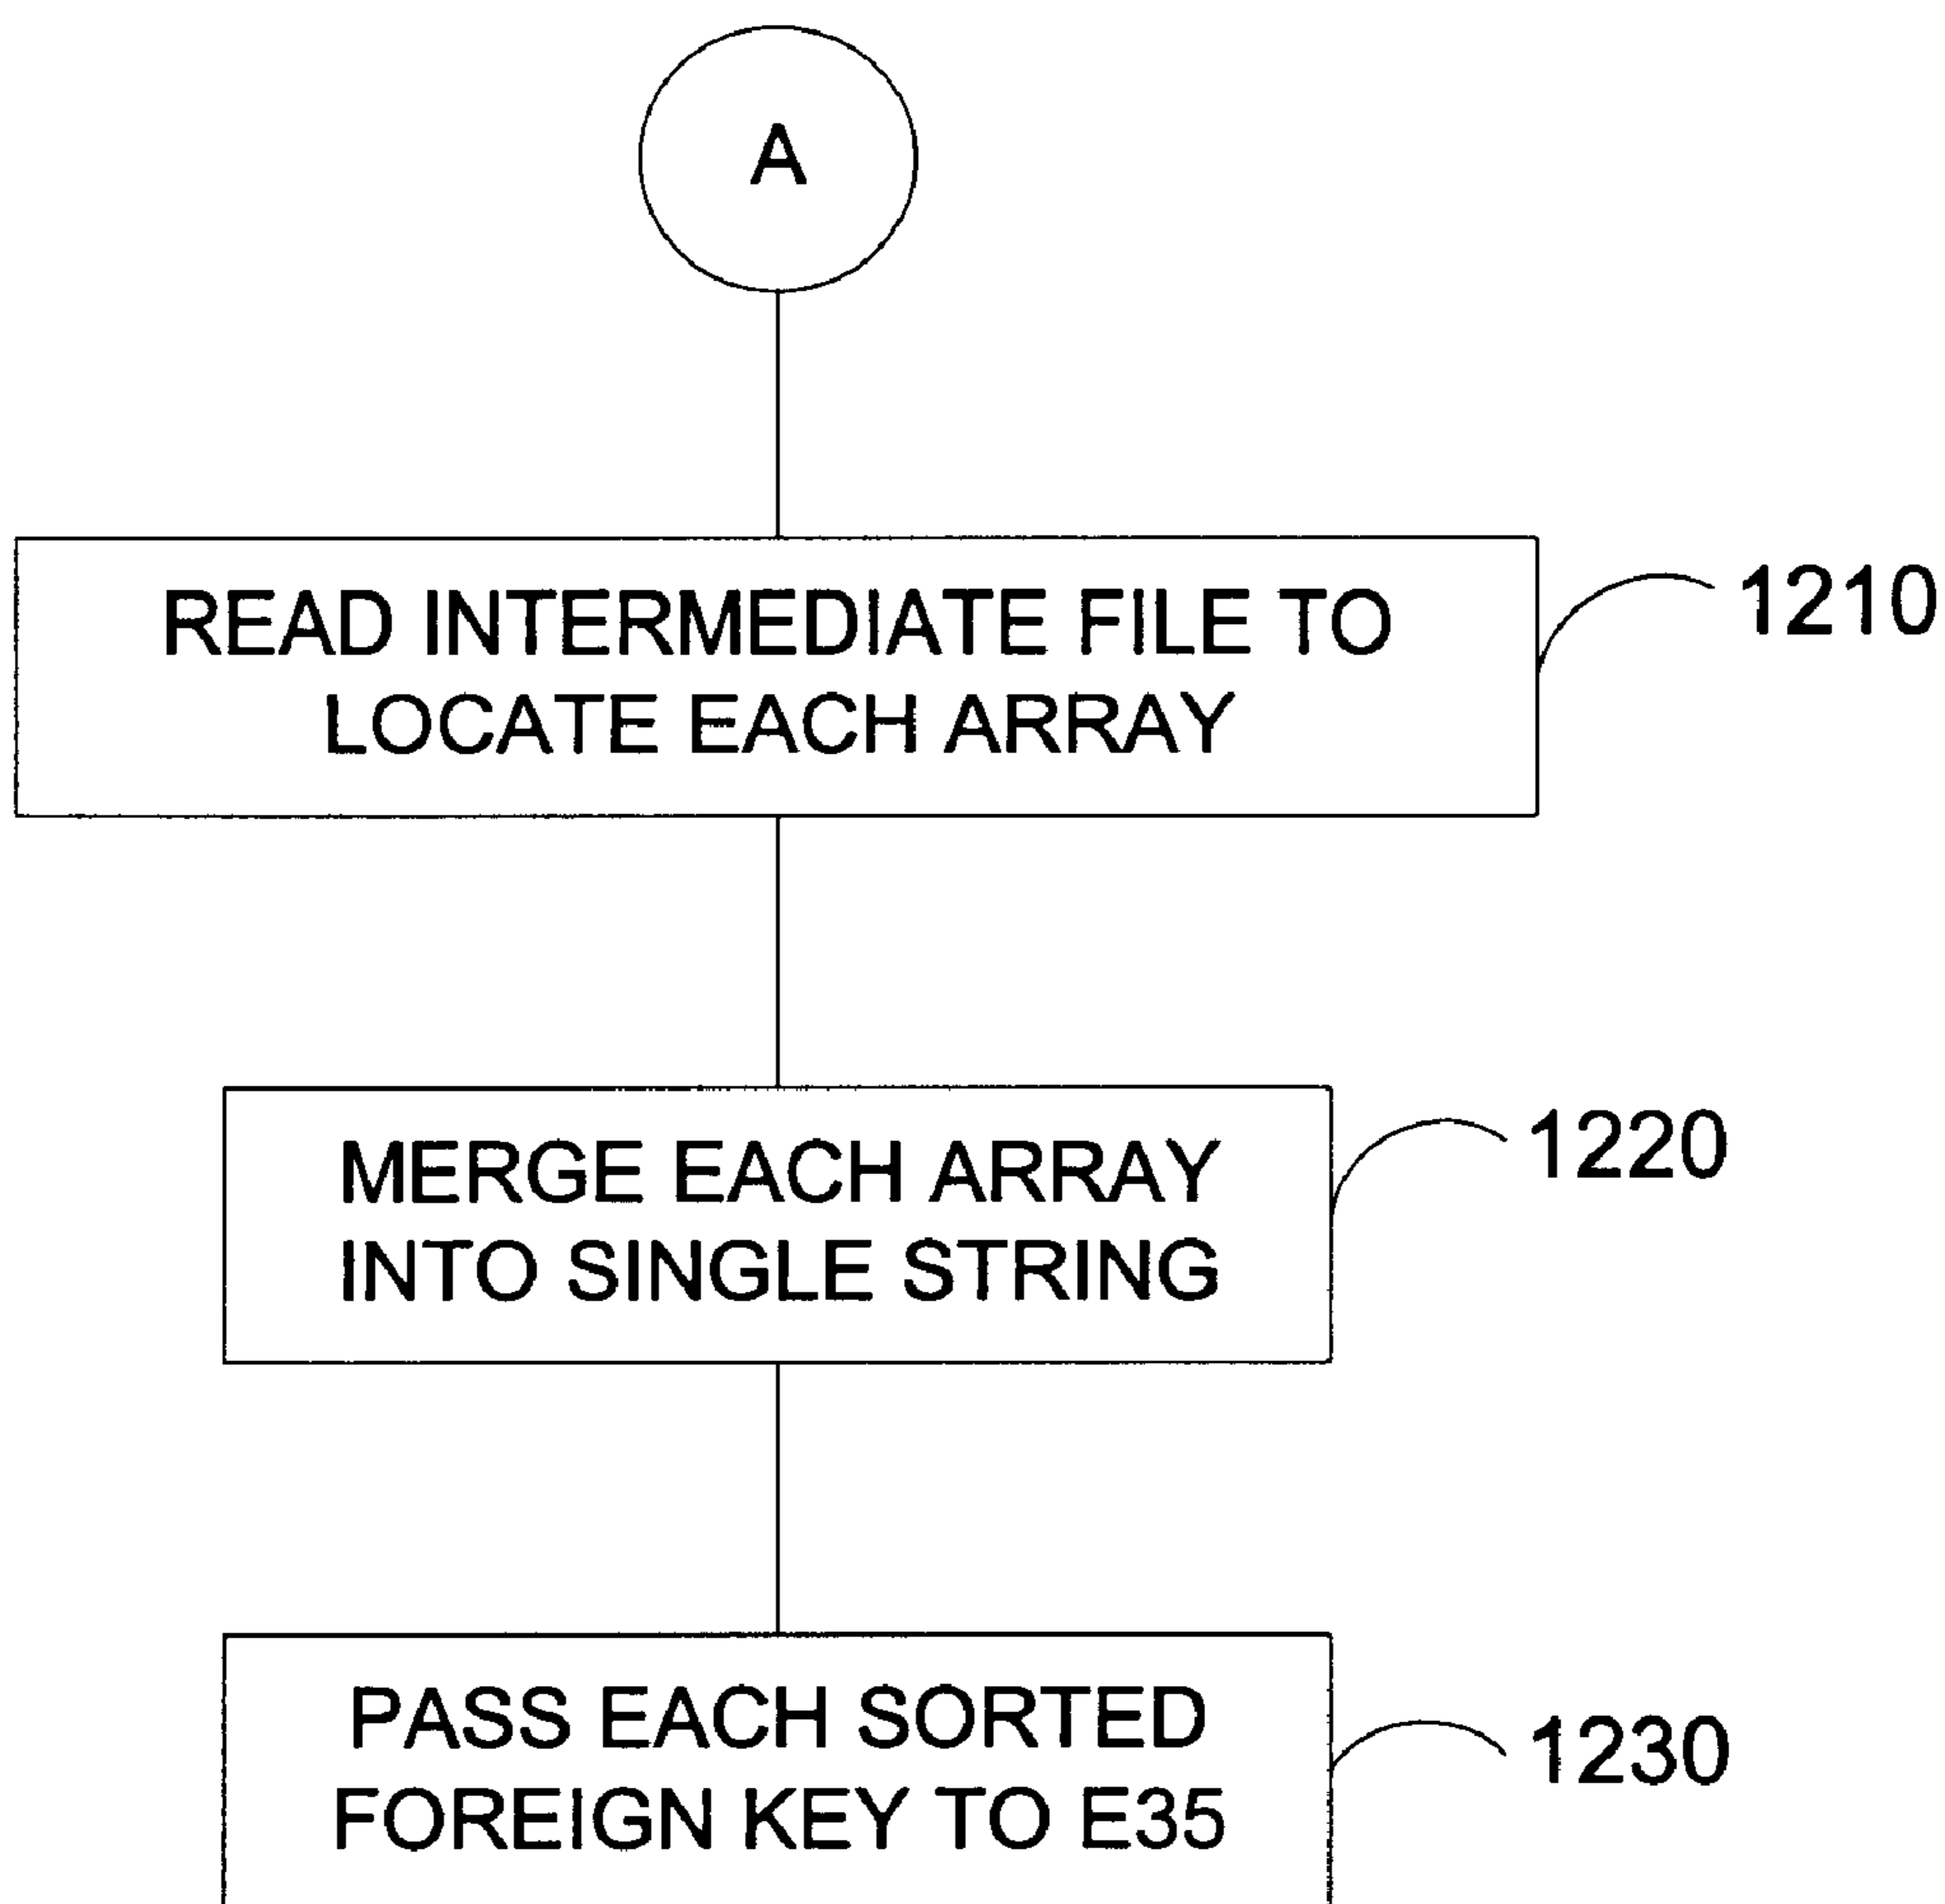 A
READ INTERMEDIATE FILE TO
LOCATE EACH ARRAY
1210
MERGE EACH ARRAY
INTO SINGLE STRING
1220
PASS EACH SORTED
FOREIGN KEY TO E35
1230